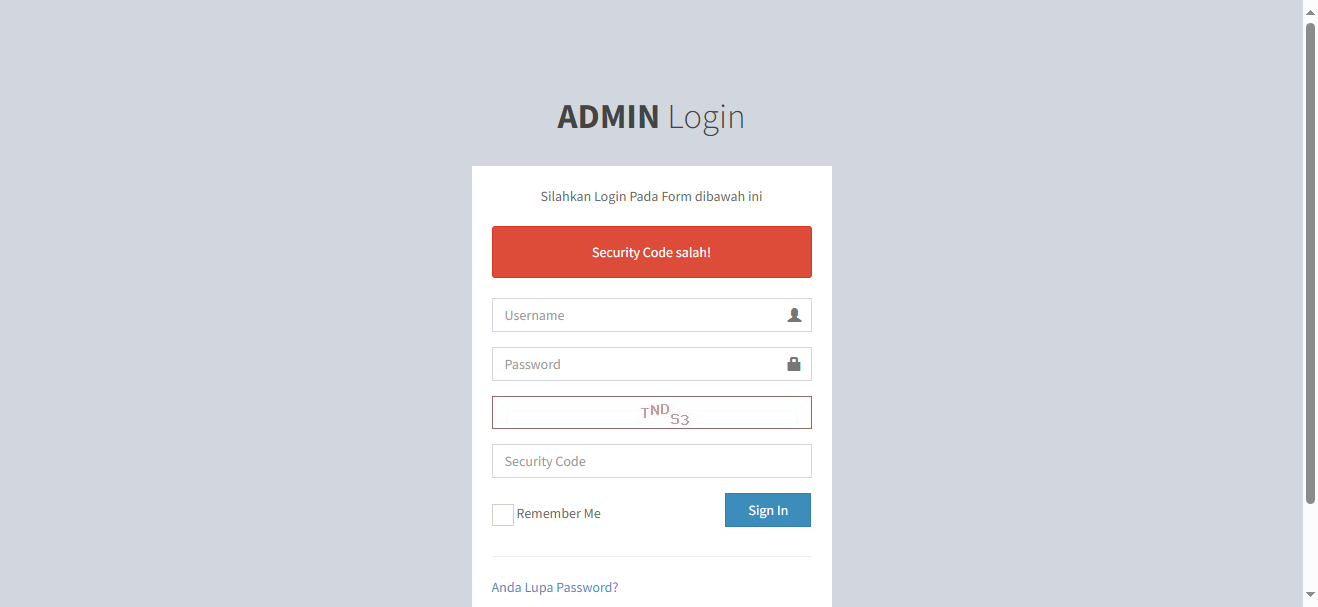 ADMIN Login
Silahkan Login Pada Form dibawah ini
Security Code salah!
Username
Password
TNDS3
Security Code
Remember Me
Sign In
Anda Lupa Password?